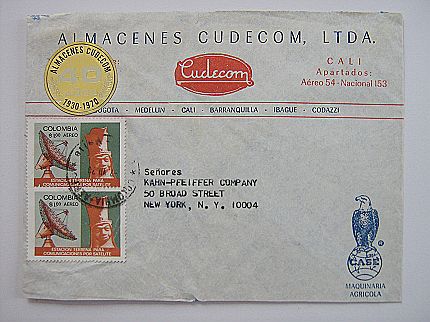 ALMACENES CUDECOM, LTDA.
ALMACENES CUDECOM
40
1930-1970
Cudecom
CALI
Apartados:
Aéreo 54 - Nacional 153
BOGOTA - MEDELLIN - CALI - BARRANQUILLA - IBAGUE - CODAZZI
COLOMBIA
$1,00 AEREO
ESTACION TERRENA PARA
COMUNICACIONES POR SATELITE
COLOMBIA
$1,00 AEREO
ESTACION TERRENA PARA
COMUNICACIONES POR SATELITE
Señores
KAHN-PFEIFFER COMPANY
50 BROAD STREET
NEW YORK, N. Y. 10004
CASE
MAQUINARIA
AGRICOLA